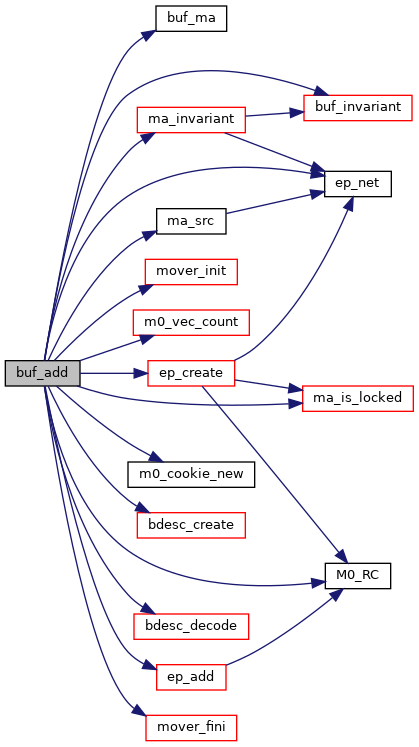 buf_ma
buf_invariant
ma_invariant
ep_net
ma_src
mover_init
m0_vec_count
buf_add
ep_create
ma_is_locked
m0_cookie_new
bdesc_create
M0_RC
bdesc_decode
ep_add
mover_fini